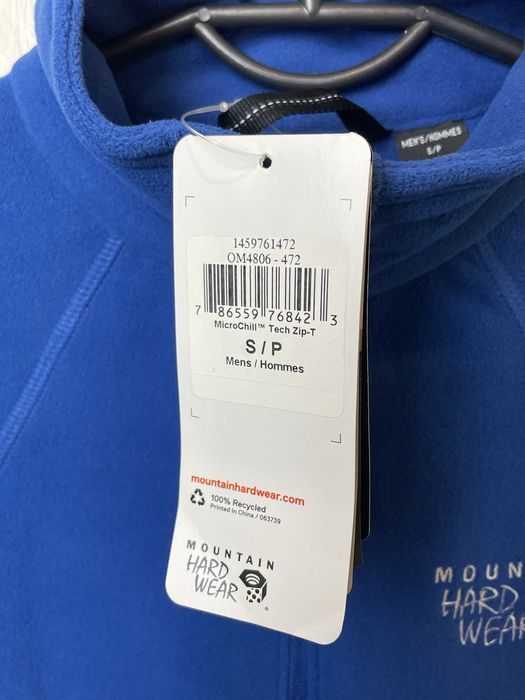 MEN'S/HOMMES
S/P
1459761472
OM4806 - 472
7 86559 76842 3
MicroChill™ Tech Zip-T
S / P
Mens / Hommes
mountainhardwear.com
100% Recycled
Printed In China / 063739
MOUNTAIN
HARD
WEAR
®
MOUN
HARD
WEAR